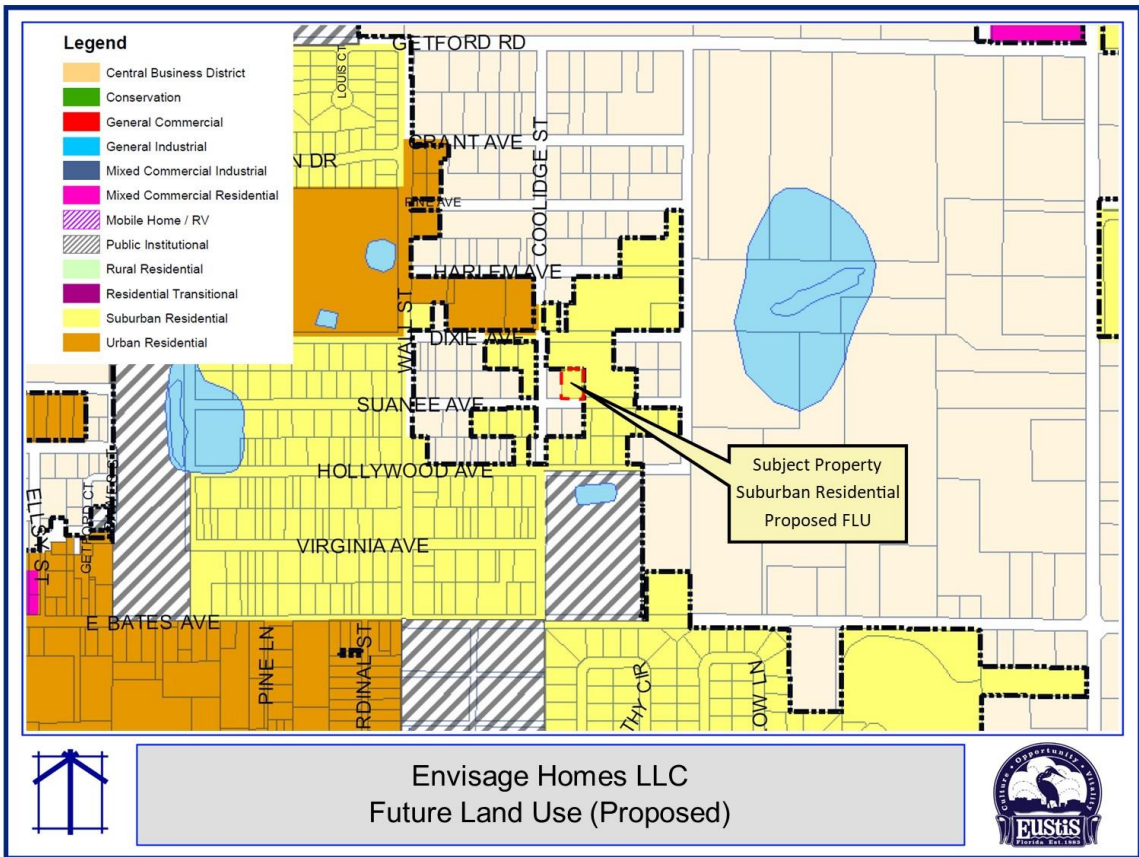 Legend
Central Business District
Conservation
General Commercial
General Industrial
Mixed Commercial Industrial
Mixed Commercial Residential
Mobile Home / RV
Public Institutional
Rural Residential
Residential Transitional
Suburban Residential
Urban Residential
GETFORD RD
LOUIS CT
GRANT AVE
N DR
COOLIDGE ST
PINE AVE
HARLEM AVE
WALL ST
DIXIE AVE
SUANEE AVE
HOLLYWOOD AVE
Subject Property
Suburban Residential
Proposed FLU
GETFORD CT
VIRGINIA AVE
E BATES AVE
PINE LN
RDINAL ST
THY CIR
LOW LN
Envisage Homes LLC
Future Land Use (Proposed)
Culture • Opportunity • Vitality
EUStiS
Florida Est. 1883